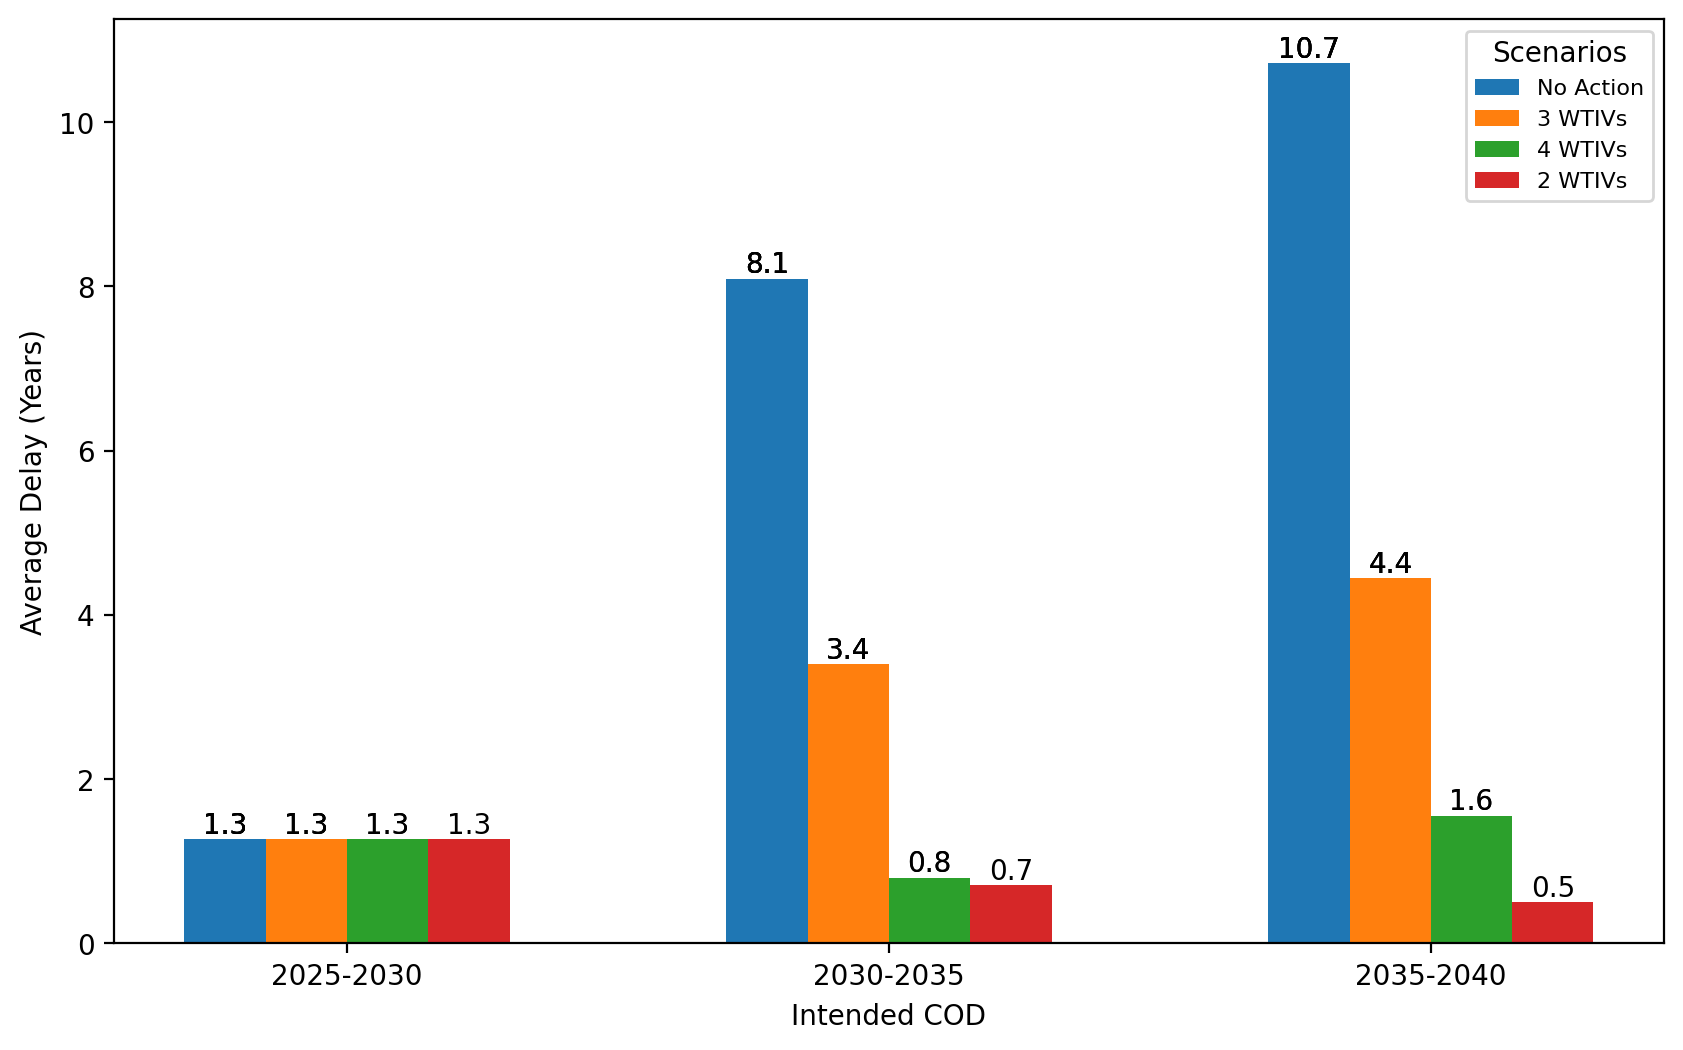 10.7
Scenarios
No Action
3 WTIVs
4 WTIVs
2 WTIVs
10
8.1
8
Average Delay (Years)
6
4.4
4
3.4
2
1.3 1.3 1.3 1.3
0.8 0.7
1.6
0.5
0
2025-2030 2030-2035 2035-2040
Intended COD